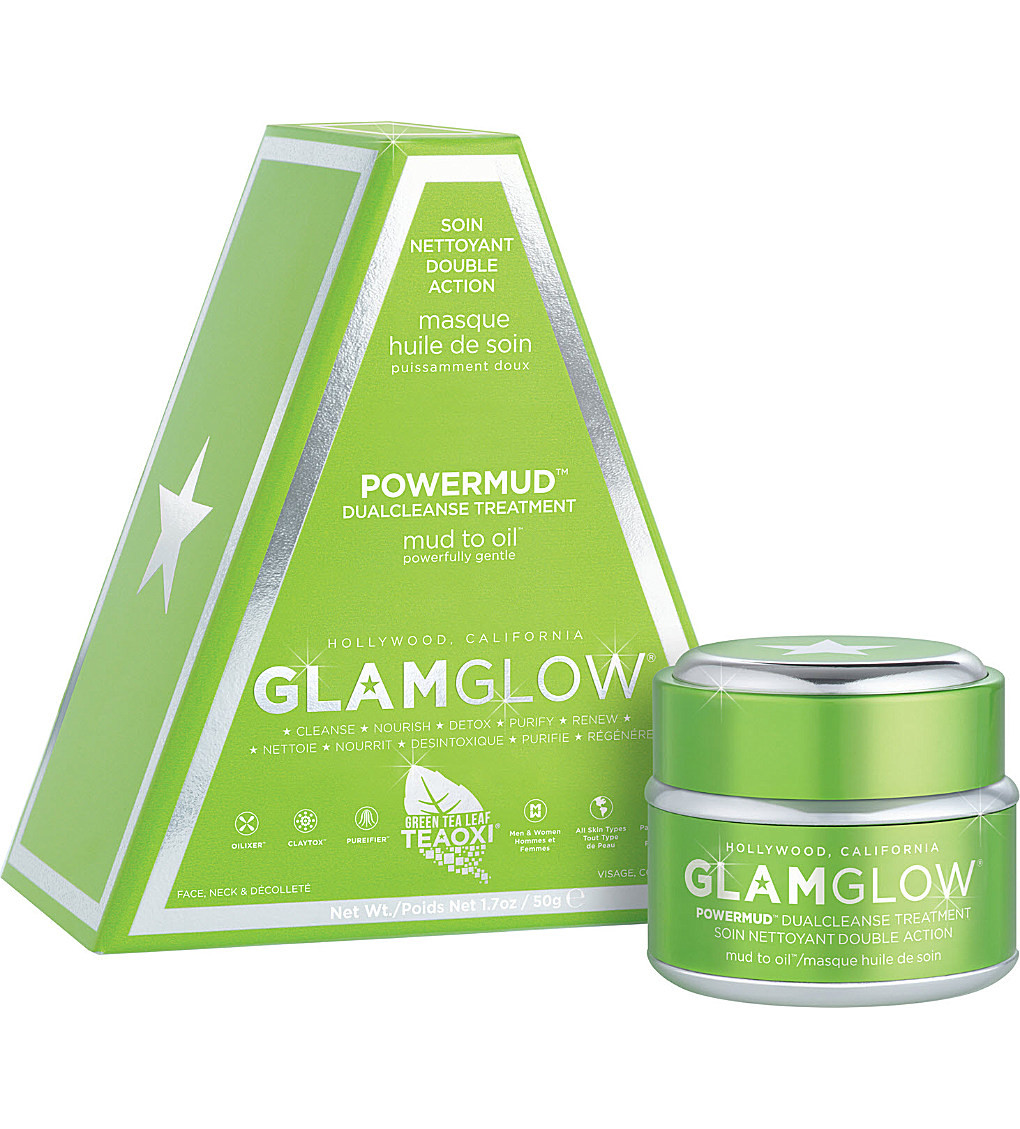 SOIN
NETTOYANT
DOUBLE
ACTION
masque
huile de soin
puissamment doux
POWERMUD™
DUALCLEANSE TREATMENT
mud to oil™
powerfully gentle
HOLLYWOOD, CALIFORNIA
GLAMGLOW®
★ CLEANSE ★ NOURISH ★ DETOX ★ PURIFY ★ RENEW ★
★ NETTOIE ★ NOURRIT ★ DESINTOXIQUE ★ PURIFIE ★ RÉGÉNÈRE
GREEN TEA LEAF
TEAOXI®
OILIXER™
CLAYTOX™
PUREIFIER™
Men & Women
Hommes et
Femmes
All Skin Types
Tout Type
de Peau
FACE, NECK & DÉCOLLETÉ
VISAGE, CO
Net Wt./Poids Net 1.7oz / 50g ℮
HOLLYWOOD, CALIFORNIA
GLAMGLOW®
POWERMUD™ DUALCLEANSE TREATMENT
SOIN NETTOYANT DOUBLE ACTION
mud to oil™/masque huile de soin